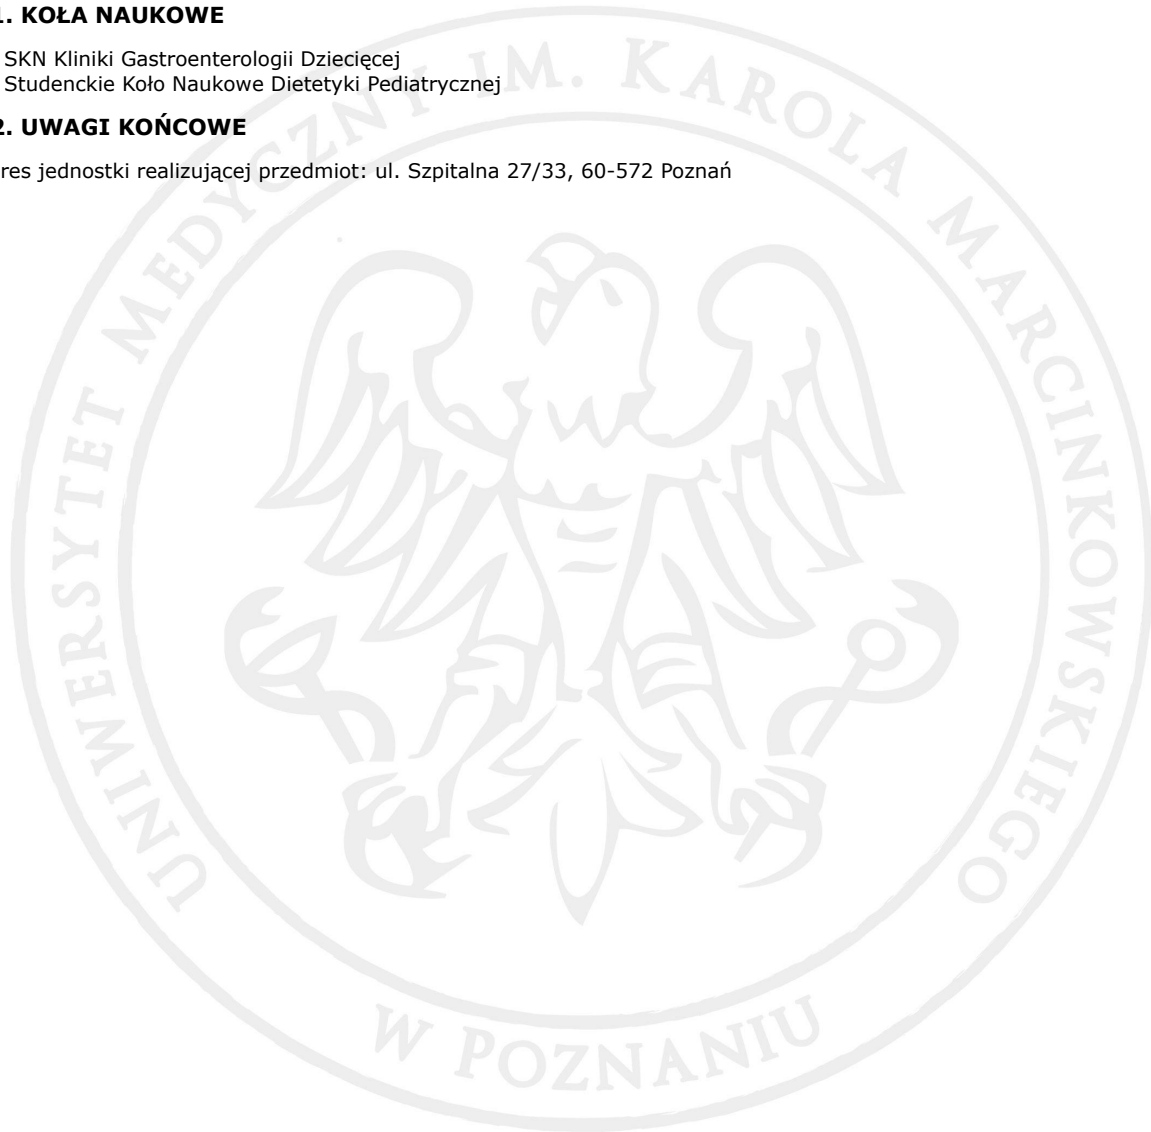 1. KOŁA NAUKOWE
SKN Kliniki Gastroenterologii Dziecięcej
Studenckie Koło Naukowe Dietetyki Pediatrycznej
2. UWAGI KOŃCOWE
res jednostki realizującej przedmiot: ul. Szpitalna 27/33, 60-572 Poznań
UNIWERSYTET MEDYCZNY IM. KAROLA MARCINKOWSKIEGO
W POZNANIU